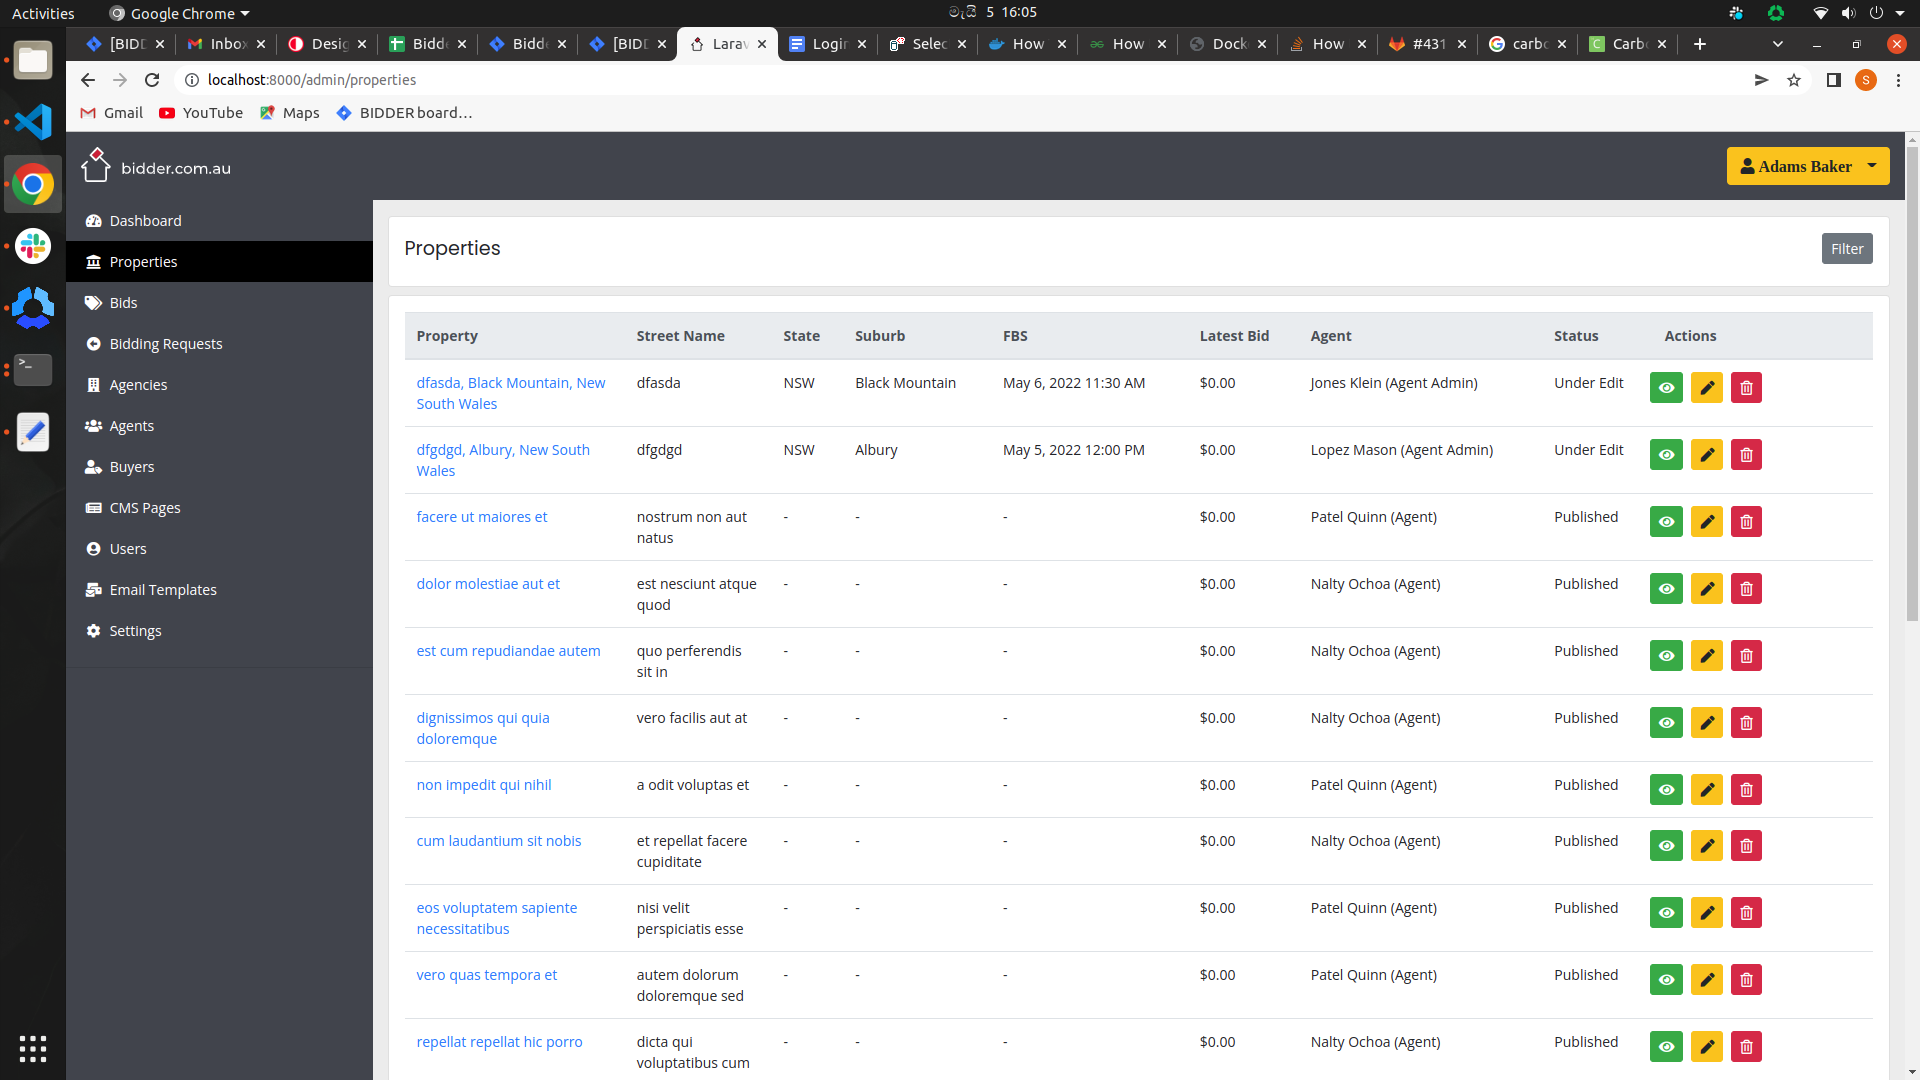 Activities Google Chrome මැයි 5 16:05
[BIDD Inbox Desig Bidde Bidde [BIDD Larav Login Selec How How Docke How #431 carbo Carbo
localhost:8000/admin/properties S
Gmail YouTube Maps BIDDER board...
bidder.com.au Adams Baker
Dashboard
Properties
Bids
Bidding Requests
Agencies
Agents
Buyers
CMS Pages
Users
Email Templates
Settings
Properties Filter
Property Street Name State Suburb FBS Latest Bid Agent Status Actions
dfasda, Black Mountain, New dfasda NSW Black Mountain May 6, 2022 11:30 AM $0.00 Jones Klein (Agent Admin) Under Edit
South Wales
dfgdgd, Albury, New South dfgdgd NSW Albury May 5, 2022 12:00 PM $0.00 Lopez Mason (Agent Admin) Under Edit
Wales
facere ut maiores et nostrum non aut - - - $0.00 Patel Quinn (Agent) Published
natus
dolor molestiae aut et est nesciunt atque - - - $0.00 Nalty Ochoa (Agent) Published
quod
est cum repudiandae autem quo perferendis - - - $0.00 Nalty Ochoa (Agent) Published
sit in
dignissimos qui quia vero facilis aut at - - - $0.00 Nalty Ochoa (Agent) Published
doloremque
non impedit qui nihil a odit voluptas et - - - $0.00 Patel Quinn (Agent) Published
cum laudantium sit nobis et repellat facere - - - $0.00 Nalty Ochoa (Agent) Published
cupiditate
eos voluptatem sapiente nisi velit - - - $0.00 Patel Quinn (Agent) Published
necessitatibus perspiciatis esse
vero quas tempora et autem dolorum - - - $0.00 Patel Quinn (Agent) Published
doloremque sed
repellat repellat hic porro dicta qui - - - $0.00 Nalty Ochoa (Agent) Published
voluptatibus cum